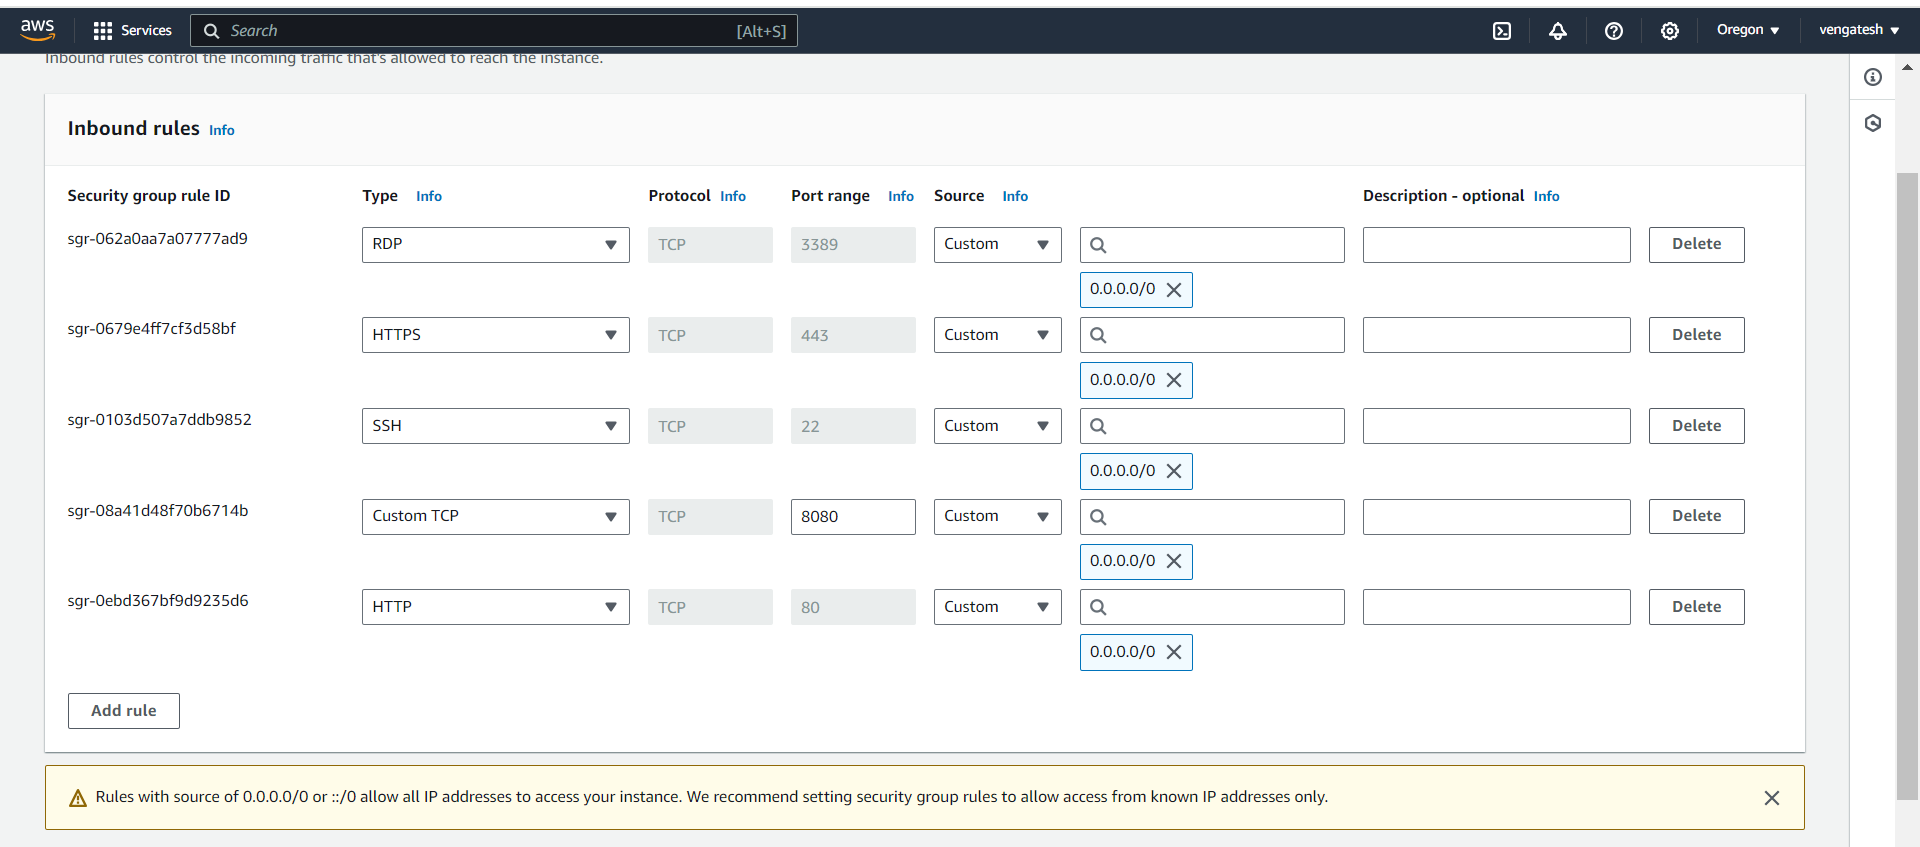 aws Services Search [Alt+S] Oregon vengatesh
Inbound rules control the incoming traffic that's allowed to reach the instance.
Inbound rules Info
Security group rule ID Type Info Protocol Info Port range Info Source Info Description - optional Info
sgr-062a0aa7a07777ad9 RDP TCP 3389 Custom Delete
0.0.0.0/0
sgr-0679e4ff7cf3d58bf HTTPS TCP 443 Custom Delete
0.0.0.0/0
sgr-0103d507a7ddb9852 SSH TCP 22 Custom Delete
0.0.0.0/0
sgr-08a41d48f70b6714b Custom TCP TCP 8080 Custom Delete
0.0.0.0/0
sgr-0ebd367bf9d9235d6 HTTP TCP 80 Custom Delete
0.0.0.0/0
Add rule
Rules with source of 0.0.0.0/0 or ::/0 allow all IP addresses to access your instance. We recommend setting security group rules to allow access from known IP addresses only.